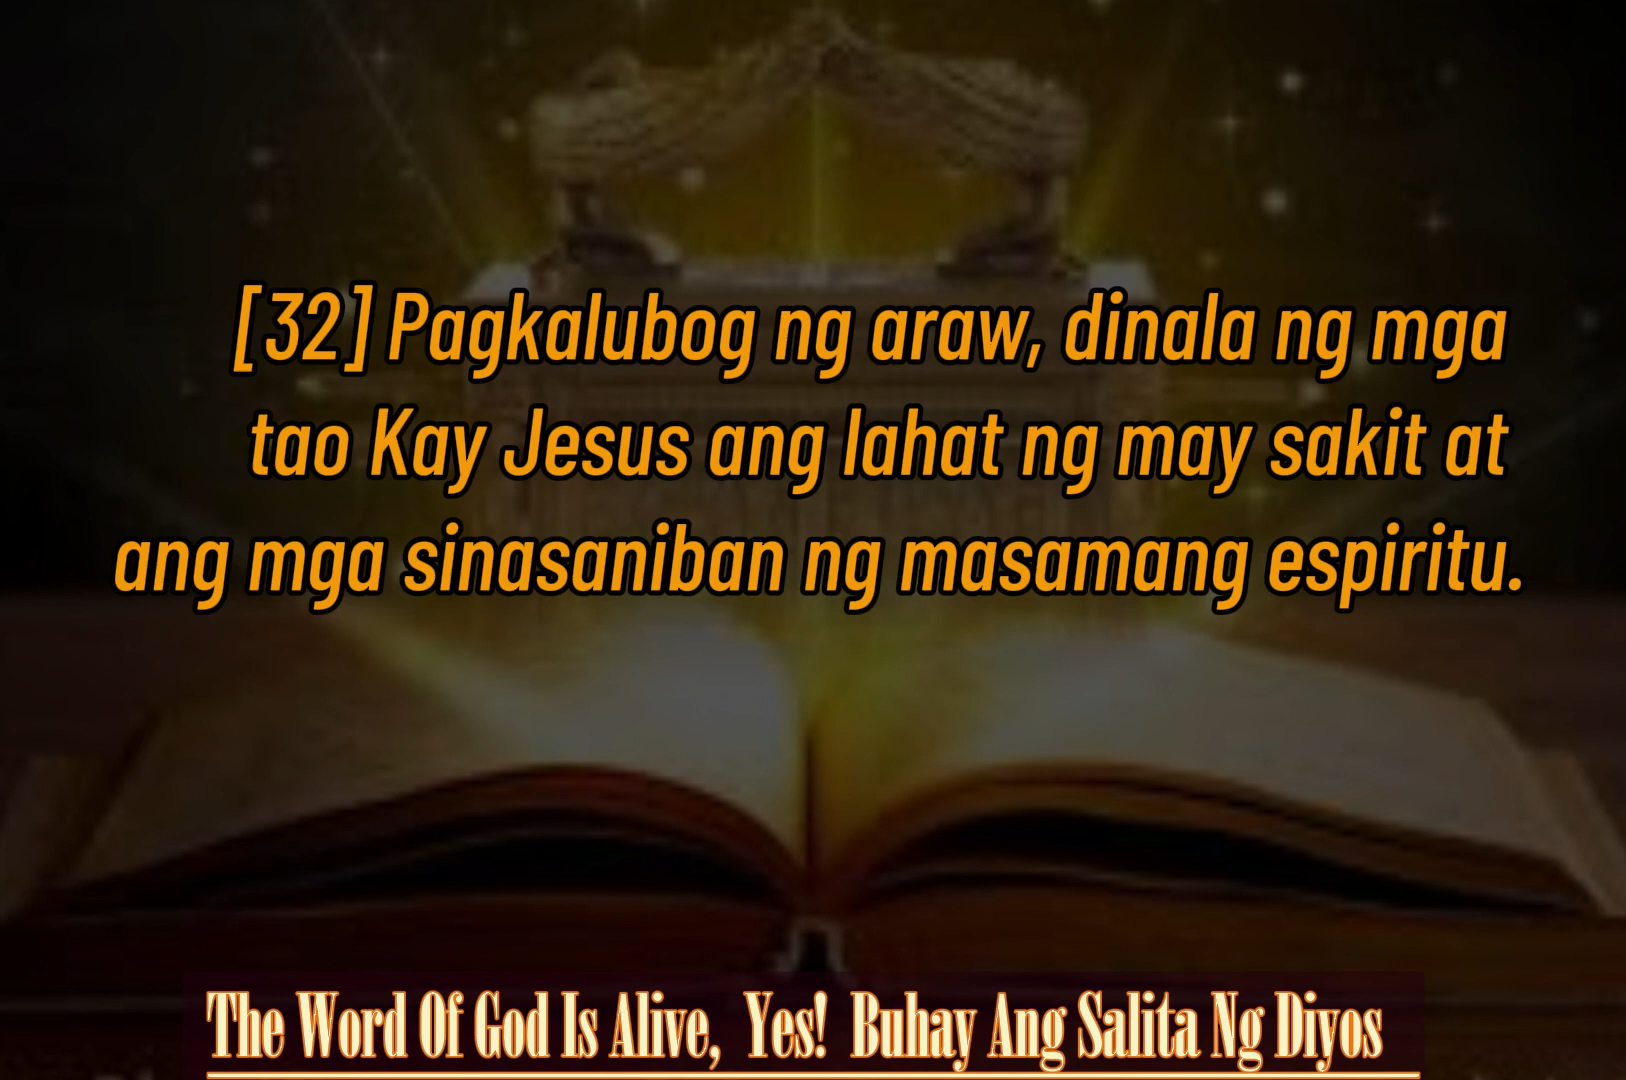 [32] Pagkalubog ng araw, dinala ng mga
tao Kay Jesus ang lahat ng may sakit at
ang mga sinasaniban ng masamang espiritu.
The Word Of God Is Alive, Yes! Buhay Ang Salita Ng Diyos